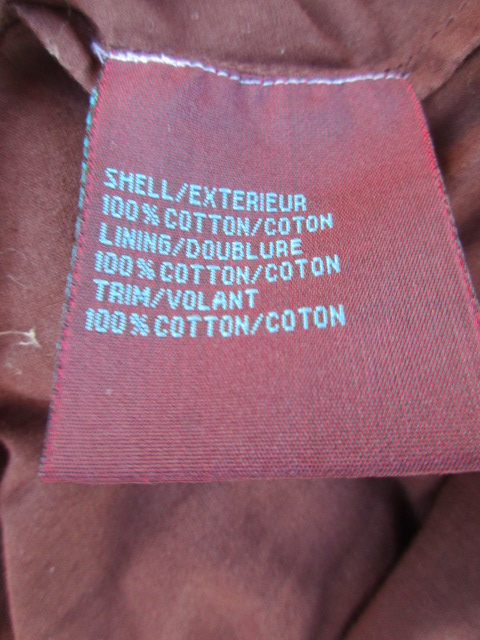 SHELL/EXTERIEUR
100% COTTON/COTON
LINING/DOUBLURE
100% COTTON/COTON
TRIM/VOLANT
100% COTTON/COTON